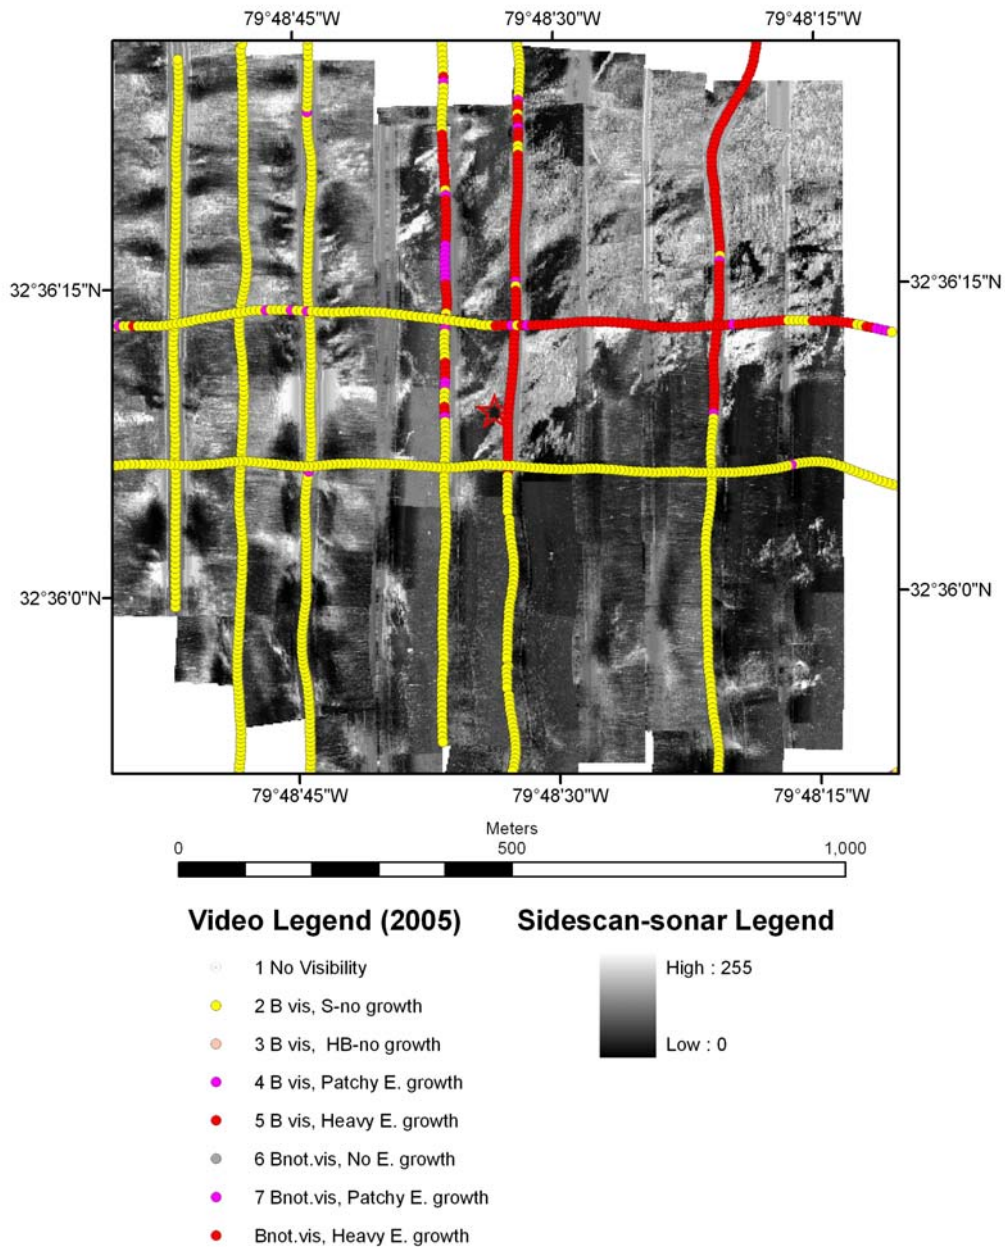 79°48'45"W 79°48'30"W 79°48'15"W
32°36'15"N 32°36'15"N
32°36'0"N 32°36'0"N
79°48'45"W 79°48'30"W 79°48'15"W
Meters
0 500 1,000
Video Legend (2005) Sidescan-sonar Legend
1 No Visibility High : 255
2 B vis, S-no growth
3 B vis, HB-no growth Low : 0
4 B vis, Patchy E. growth
5 B vis, Heavy E. growth
6 Bnot.vis, No E. growth
7 Bnot.vis, Patchy E. growth
Bnot.vis, Heavy E. growth